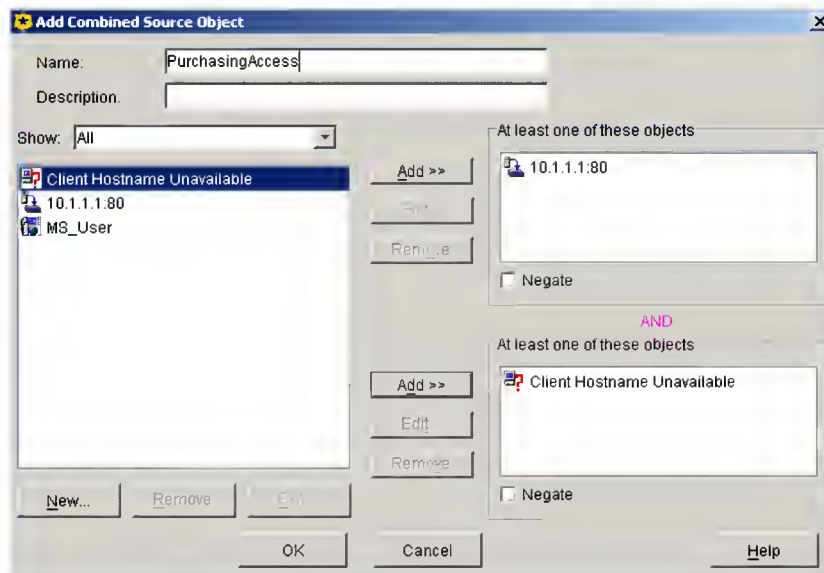 Add Combined Source Object
Name: PurchasingAccess
Description.
Show: All
Client Hostname Unavailable
10.1.1.1:80
MS_User
New...
Remove
Add >>
Remove
At least one of these objects
10.1.1.1:80
Negate
AND
Add >>
Edit
Remove
At least one of these objects
Client Hostname Unavailable
Negate
OK
Cancel
Help